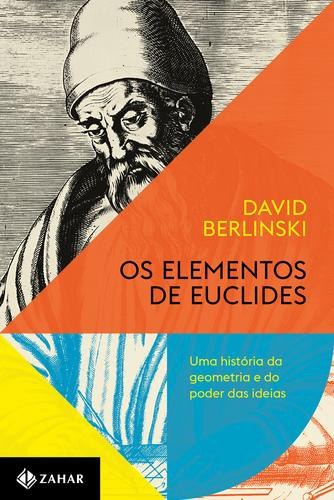 DAVID
BERLINSKI
OS ELEMENTOS
DE EUCLIDES
Uma história da
geometria e do
poder das ideias
ZAHAR